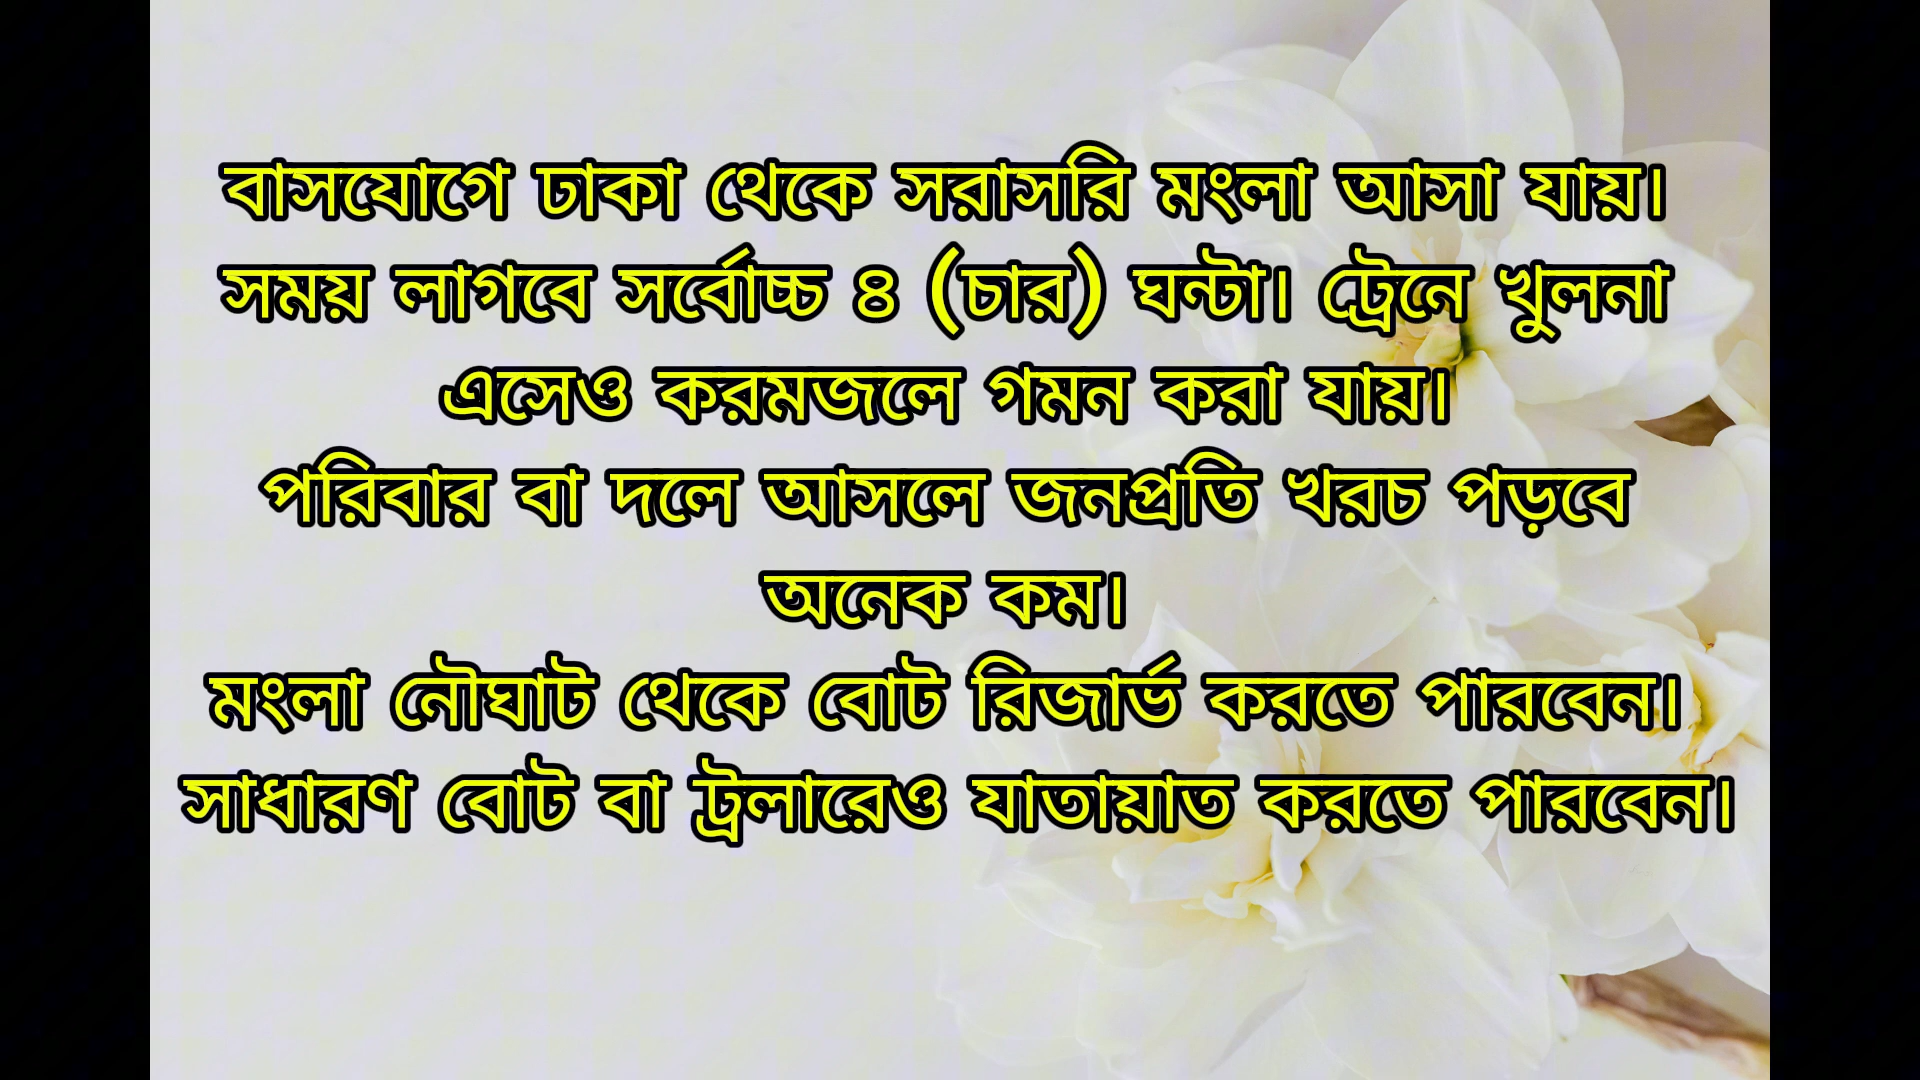 বাসযোগে ঢাকা থেকে সরাসরি মংলা আসা যায়।
সময় লাগবে সর্বোচ্চ ৪ (চার) ঘন্টা। ট্রেনে খুলনা
এসেও করমজলে গমন করা যায়।
পরিবার বা দলে আসলে জনপ্রতি খরচ পড়বে
অনেক কম।
মংলা নৌঘাট থেকে বোট রিজার্ভ করতে পারবেন।
সাধারণ বোট বা ট্রলারেও যাতায়াত করতে পারবেন।